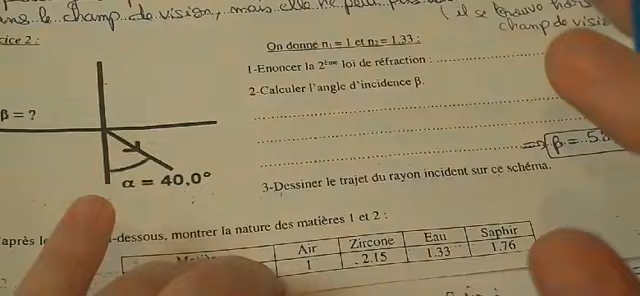 le champ de vision, mais elle ne peut
(il se trouve hors
champ de visi
cice 2 :
On donne n₁ = 1 et n₂ = 1.33 :
1-Enoncer la 2ème loi de réfraction :
2-Calculer l'angle d'incidence β.
β = ?
⇒ β = 58
α = 40,0°
3-Dessiner le trajet du rayon incident sur ce schéma.
après le -dessous, montrer la nature des matières 1 et 2 :
Air Zircone Eau Saphir
1 2.15 1.33 1.76